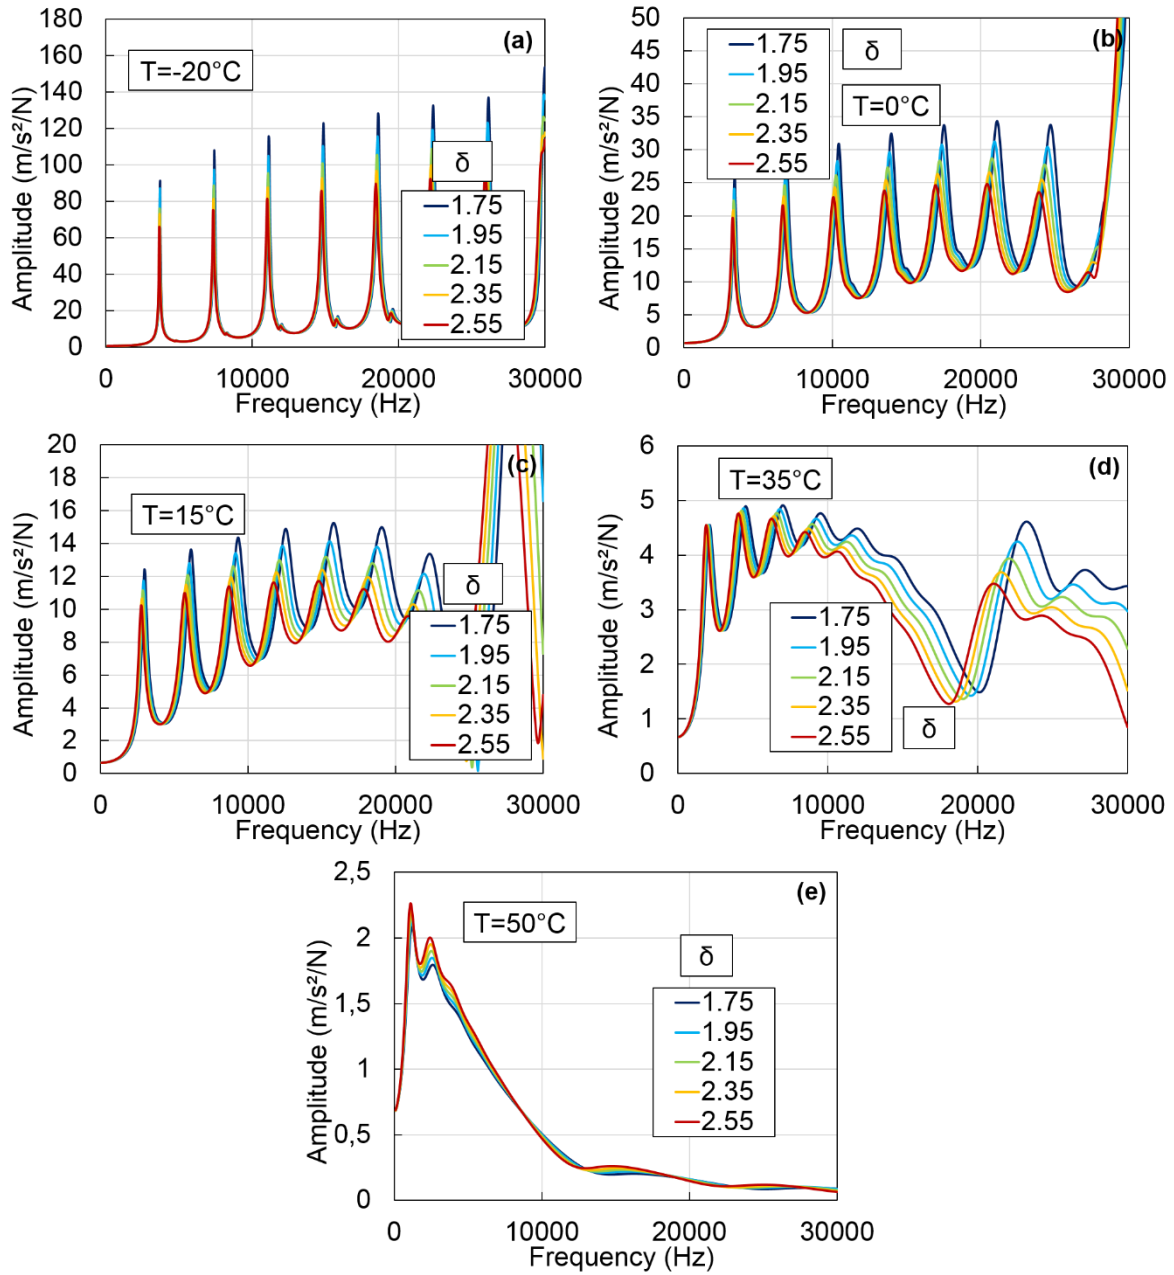 (a)
T=-20°C
δ
1.75
1.95
2.15
2.35
2.55
180
160
140
120
100
80
60
40
20
0
0 10000 20000 30000
Frequency (Hz)
Amplitude (m/s²/N)
(b)
δ
T=0°C
1.75
1.95
2.15
2.35
2.55
50
45
40
35
30
25
20
15
10
5
0
0 10000 20000 30000
Frequency (Hz)
Amplitude (m/s²/N)
(c)
T=15°C
δ
1.75
1.95
2.15
2.35
2.55
20
18
16
14
12
10
8
6
4
2
0
0 10000 20000 30000
Frequency (Hz)
Amplitude (m/s²/N)
(d)
T=35°C
1.75
1.95
2.15
2.35
2.55
δ
6
5
4
3
2
1
0
0 10000 20000 30000
Frequency (Hz)
Amplitude (m/s²/N)
(e)
T=50°C
δ
1.75
1.95
2.15
2.35
2.55
2,5
2
1,5
1
0,5
0
0 10000 20000 30000
Frequency (Hz)
Amplitude (m/s²/N)